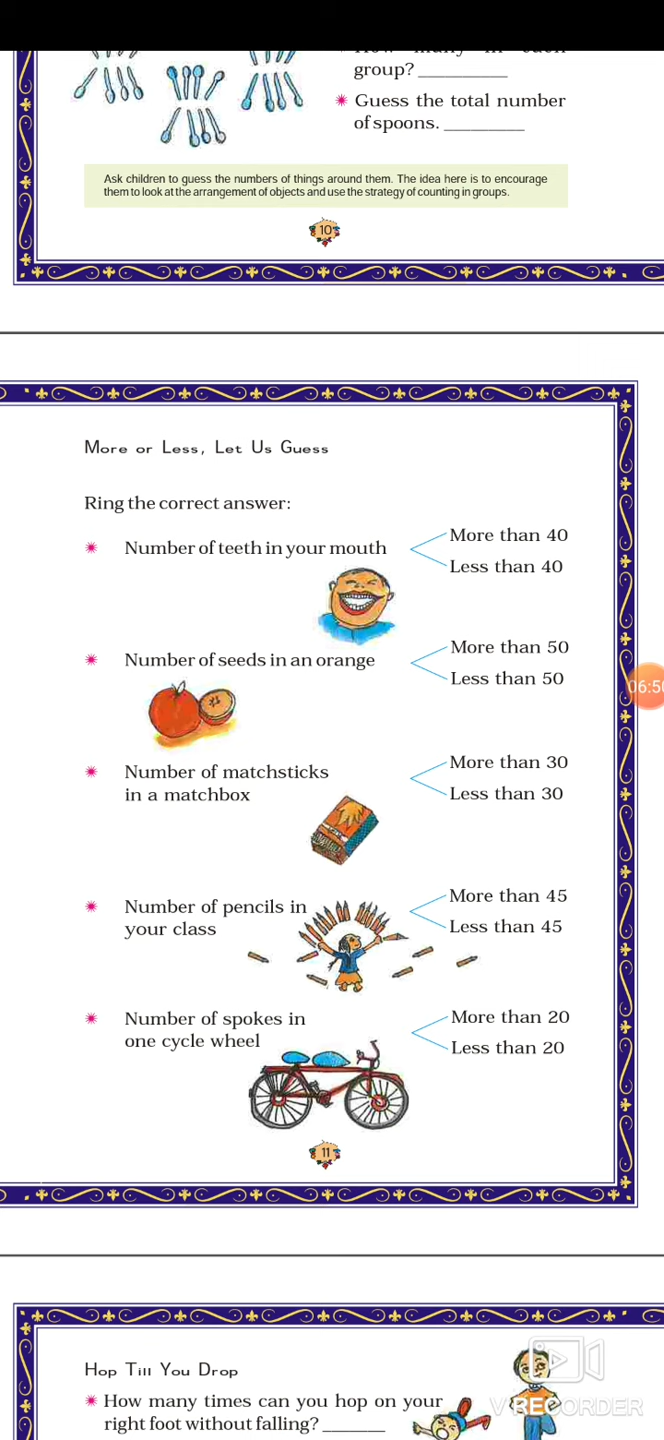 group? ________
Guess the total number
of spoons. ________
Ask children to guess the numbers of things around them. The idea here is to encourage
them to look at the arrangement of objects and use the strategy of counting in groups.
10
More or Less, Let Us Guess
Ring the correct answer:
Number of teeth in your mouth
More than 40
Less than 40
Number of seeds in an orange
More than 50
Less than 50
Number of matchsticks
in a matchbox
More than 30
Less than 30
Number of pencils in
your class
More than 45
Less than 45
Number of spokes in
one cycle wheel
More than 20
Less than 20
11
Hop Till You Drop
How many times can you hop on your
right foot without falling? ______
V RECORDER